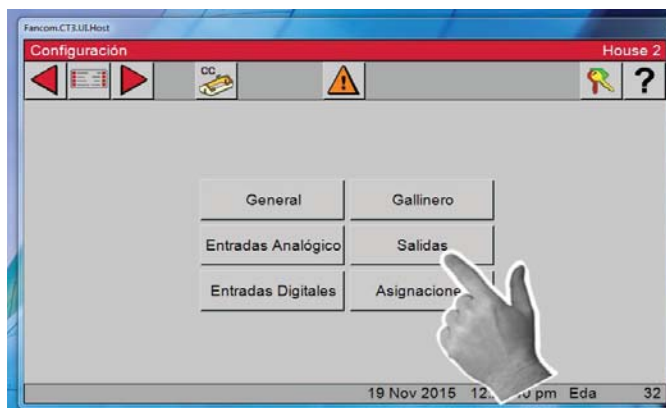 Fancom.CT3.UI.Host
Configuración House 2
CC ?
General Gallinero
Entradas Analógico Salidas
Entradas Digitales
19 Nov 2015 pm Eda 32